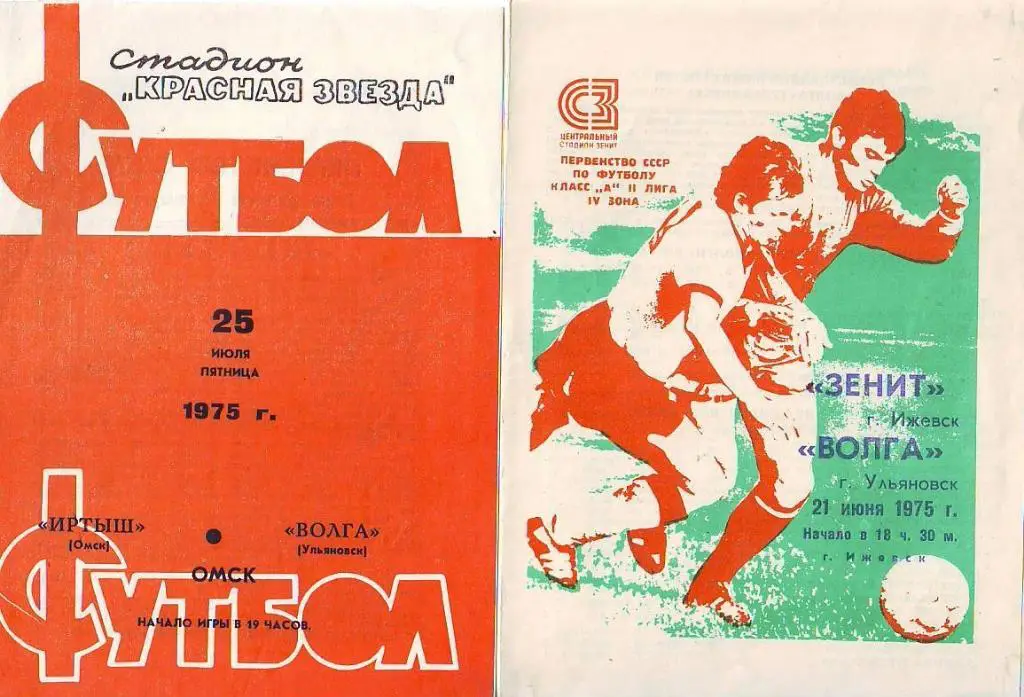 Стадион
„КРАСНАЯ ЗВЕЗДА"
ФУТБОЛ
25
ИЮЛЯ
ПЯТНИЦА
1975 г.
«ИРТЫШ»
(Омск)
«ВОЛГА»
(Ульяновск)
ОМСК
НАЧАЛО ИГРЫ В 19 ЧАСОВ.
ФУТБОЛ
СЗ
ЦЕНТРАЛЬНЫЙ
СТАДИОН ЗЕНИТ
ПЕРВЕНСТВО СССР
ПО ФУТБОЛУ
КЛАСС „А" II ЛИГА
IV ЗОНА
«ЗЕНИТ»
г. Ижевск
«ВОЛГА»
г. Ульяновск
21 июня 1975 г.
Начало в 18 ч. 30 м.
г. Ижевск